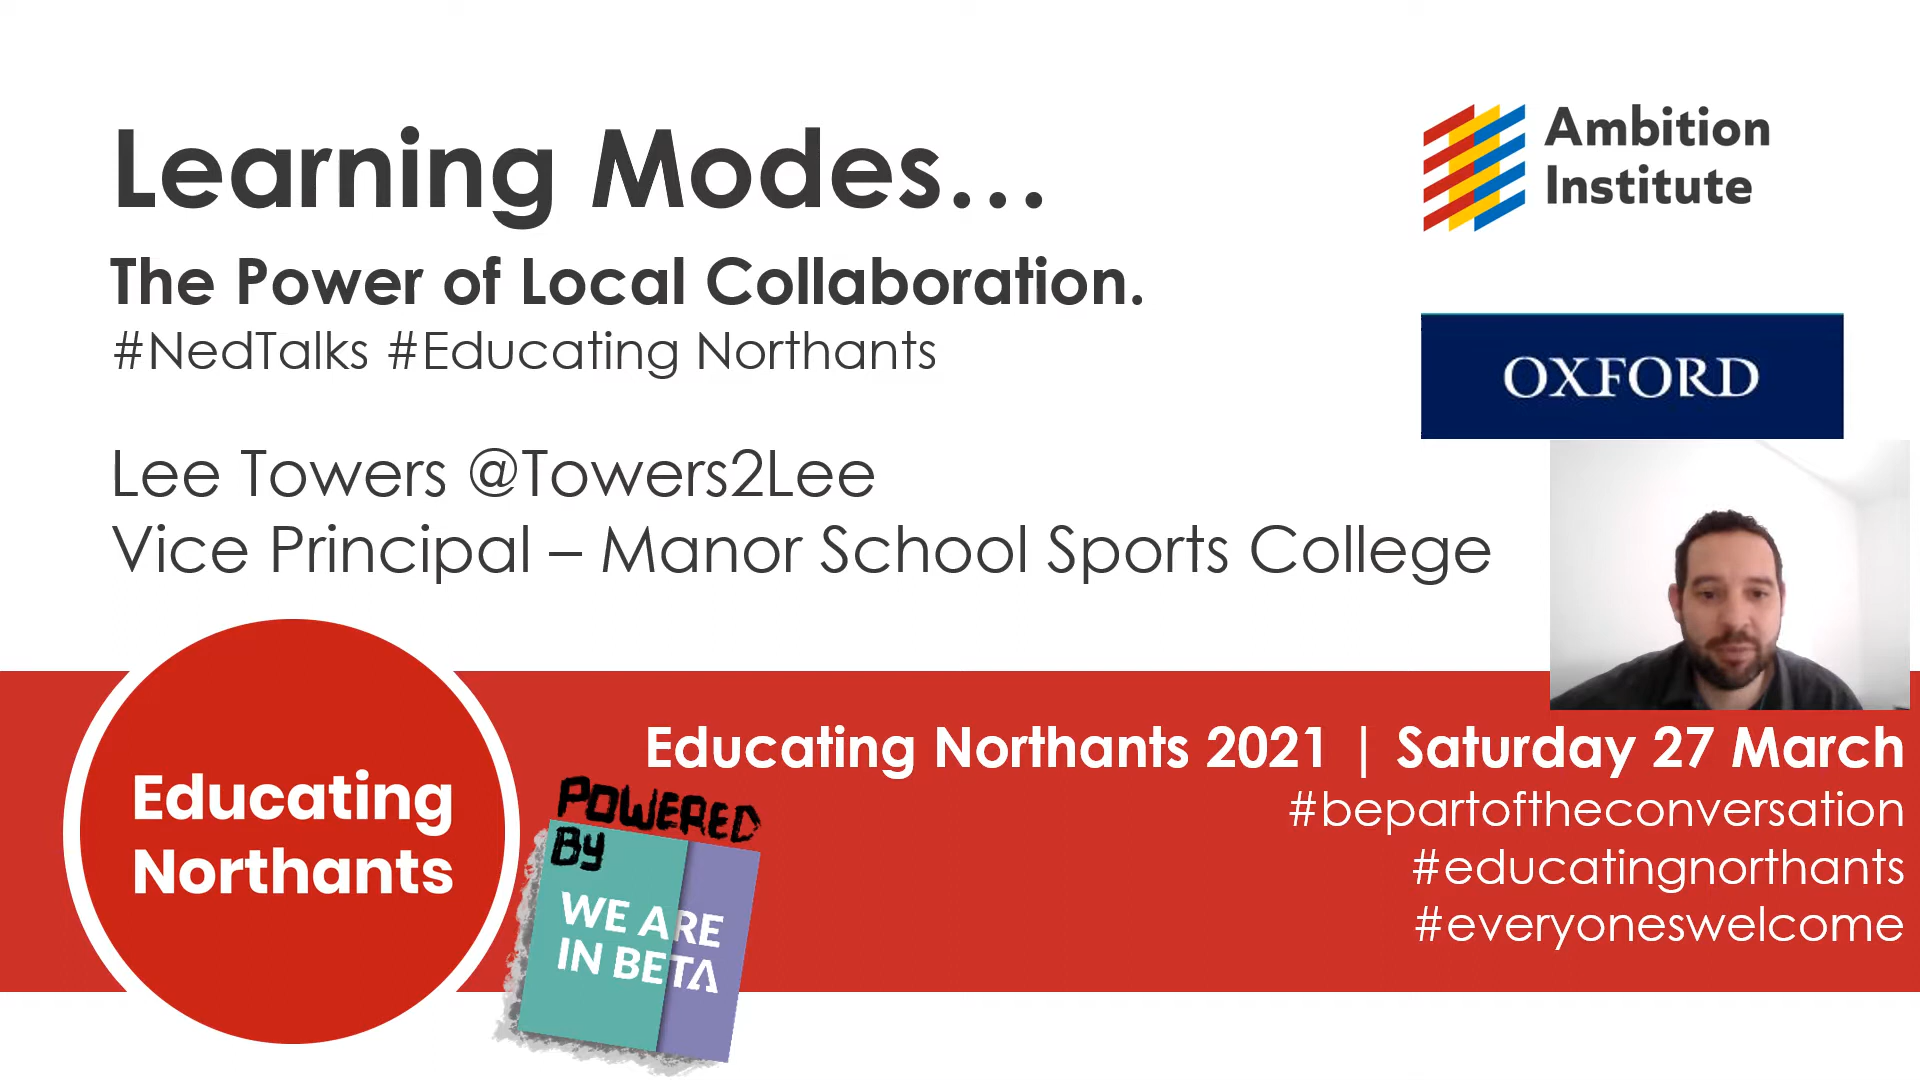 Learning Modes...
The Power of Local Collaboration.
#NedTalks #Educating Northants
Lee Towers @Towers2Lee
Vice Principal – Manor School Sports College
Ambition
Institute
OXFORD
Educating
Northants
POWERED
BY
WE ARE
IN BETA
Educating Northants 2021 | Saturday 27 March
#bepartoftheconversation
#educatingnorthants
#everyoneswelcome